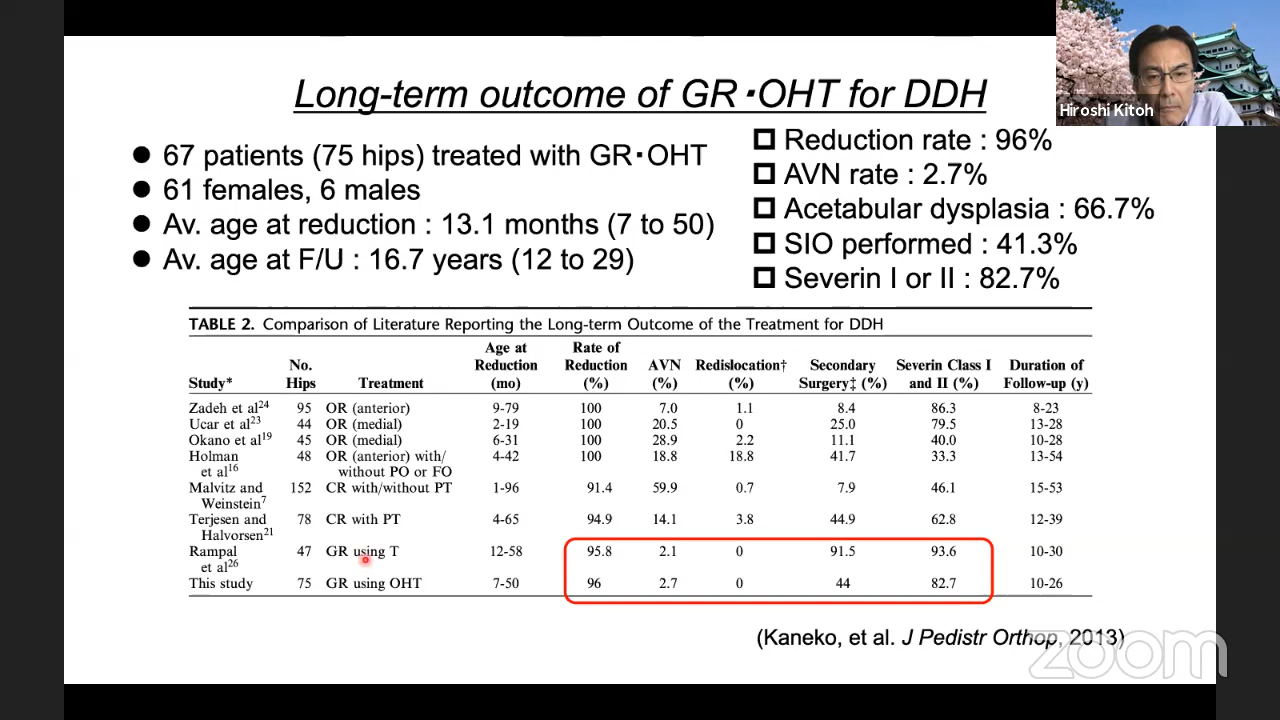 Long-term outcome of GR・OHT for DDH
Hiroshi Kitoh
● 67 patients (75 hips) treated with GR・OHT
● 61 females, 6 males
● Av. age at reduction : 13.1 months (7 to 50)
● Av. age at F/U : 16.7 years (12 to 29)
❑ Reduction rate : 96%
❑ AVN rate : 2.7%
❑ Acetabular dysplasia : 66.7%
❑ SIO performed : 41.3%
❑ Severin I or II : 82.7%
TABLE 2. Comparison of Literature Reporting the Long-term Outcome of the Treatment for DDH
Study* No. Hips Treatment Age at Reduction (mo) Rate of Reduction (%) AVN (%) Redislocation† (%) Secondary Surgery‡ (%) Severin Class I and II (%) Duration of Follow-up (y)
Zadeh et al24 95 OR (anterior) 9-79 100 7.0 1.1 8.4 86.3 8-23
Ucar et al23 44 OR (medial) 2-19 100 20.5 0 25.0 79.5 13-28
Okano et al19 45 OR (medial) 6-31 100 28.9 2.2 11.1 40.0 10-28
Holman 48 OR (anterior) with/ 4-42 100 18.8 18.8 41.7 33.3 13-54
et al16 without PO or FO
Malvitz and 152 CR with/without PT 1-96 91.4 59.9 0.7 7.9 46.1 15-53
Weinstein7
Terjesen and 78 CR with PT 4-65 94.9 14.1 3.8 44.9 62.8 12-39
Halvorsen21
Rampal 47 GR using T 12-58 95.8 2.1 0 91.5 93.6 10-30
et al26
This study 75 GR using OHT 7-50 96 2.7 0 44 82.7 10-26
(Kaneko, et al. J Pedistr Orthop, 2013)
zoom